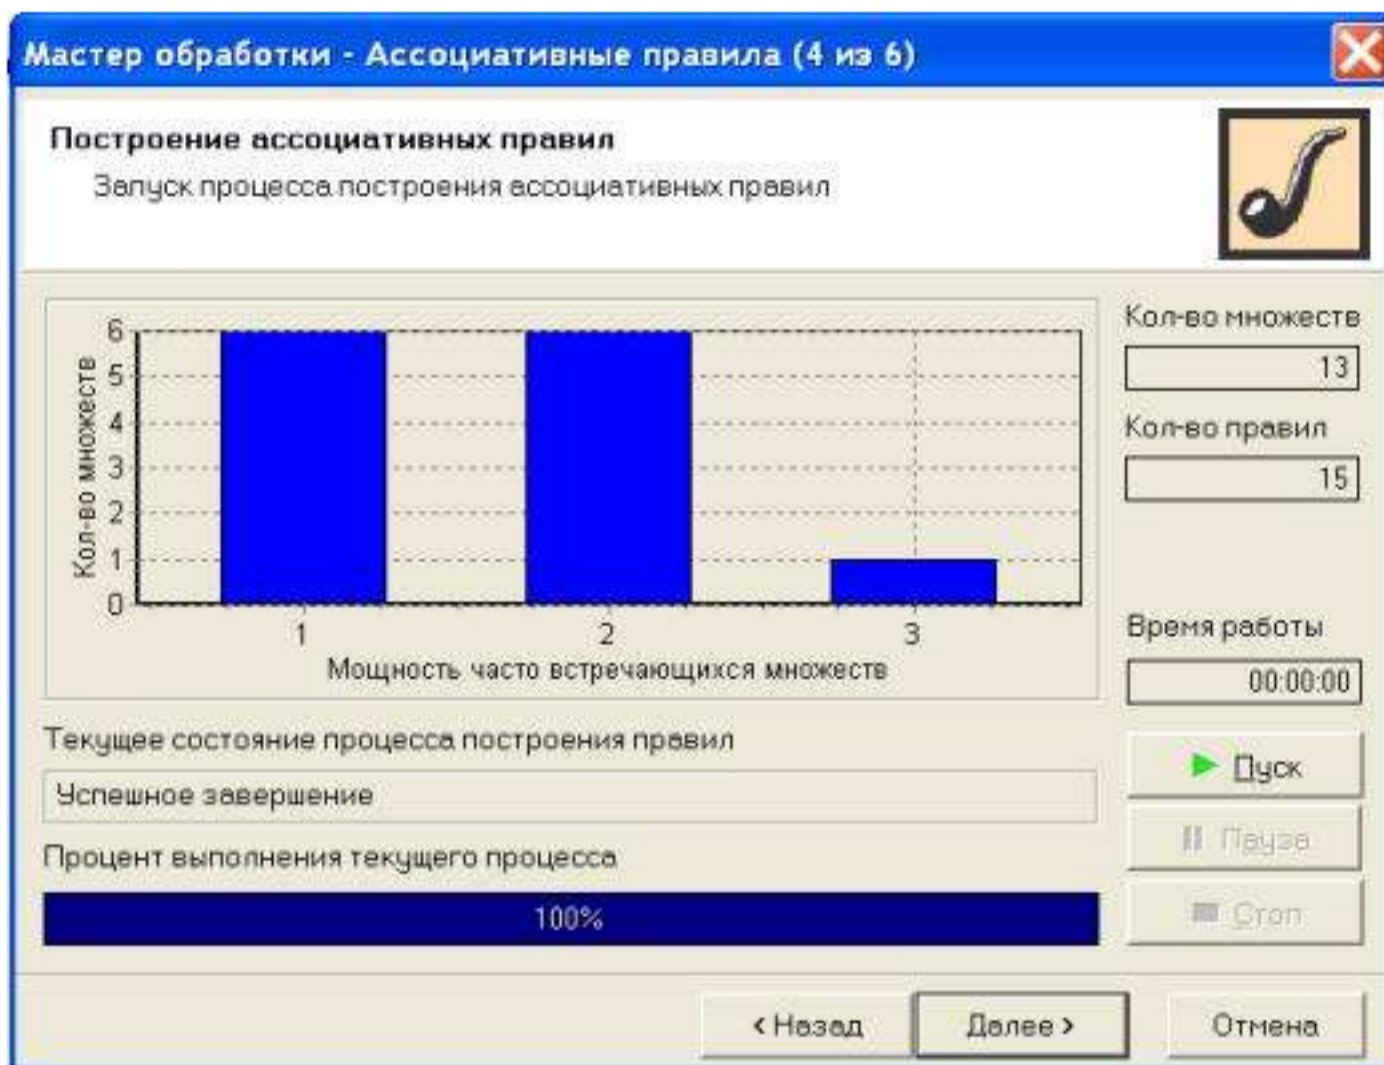 Мастер обработки - Ассоциативные правила (4 из 6)
Построение ассоциативных правил
Запуск процесса построения ассоциативных правил
Кол-во множеств
6
5
4
3
2
1
0
1 2 3
Мощность часто встречающихся множеств
Кол-во множеств
13
Кол-во правил
15
Время работы
00:00:00
Текущее состояние процесса построения правил
Успешное завершение
Процент выполнения текущего процесса
100%
Пуск
Пауза
Стоп
< Назад
Далее >
Отмена